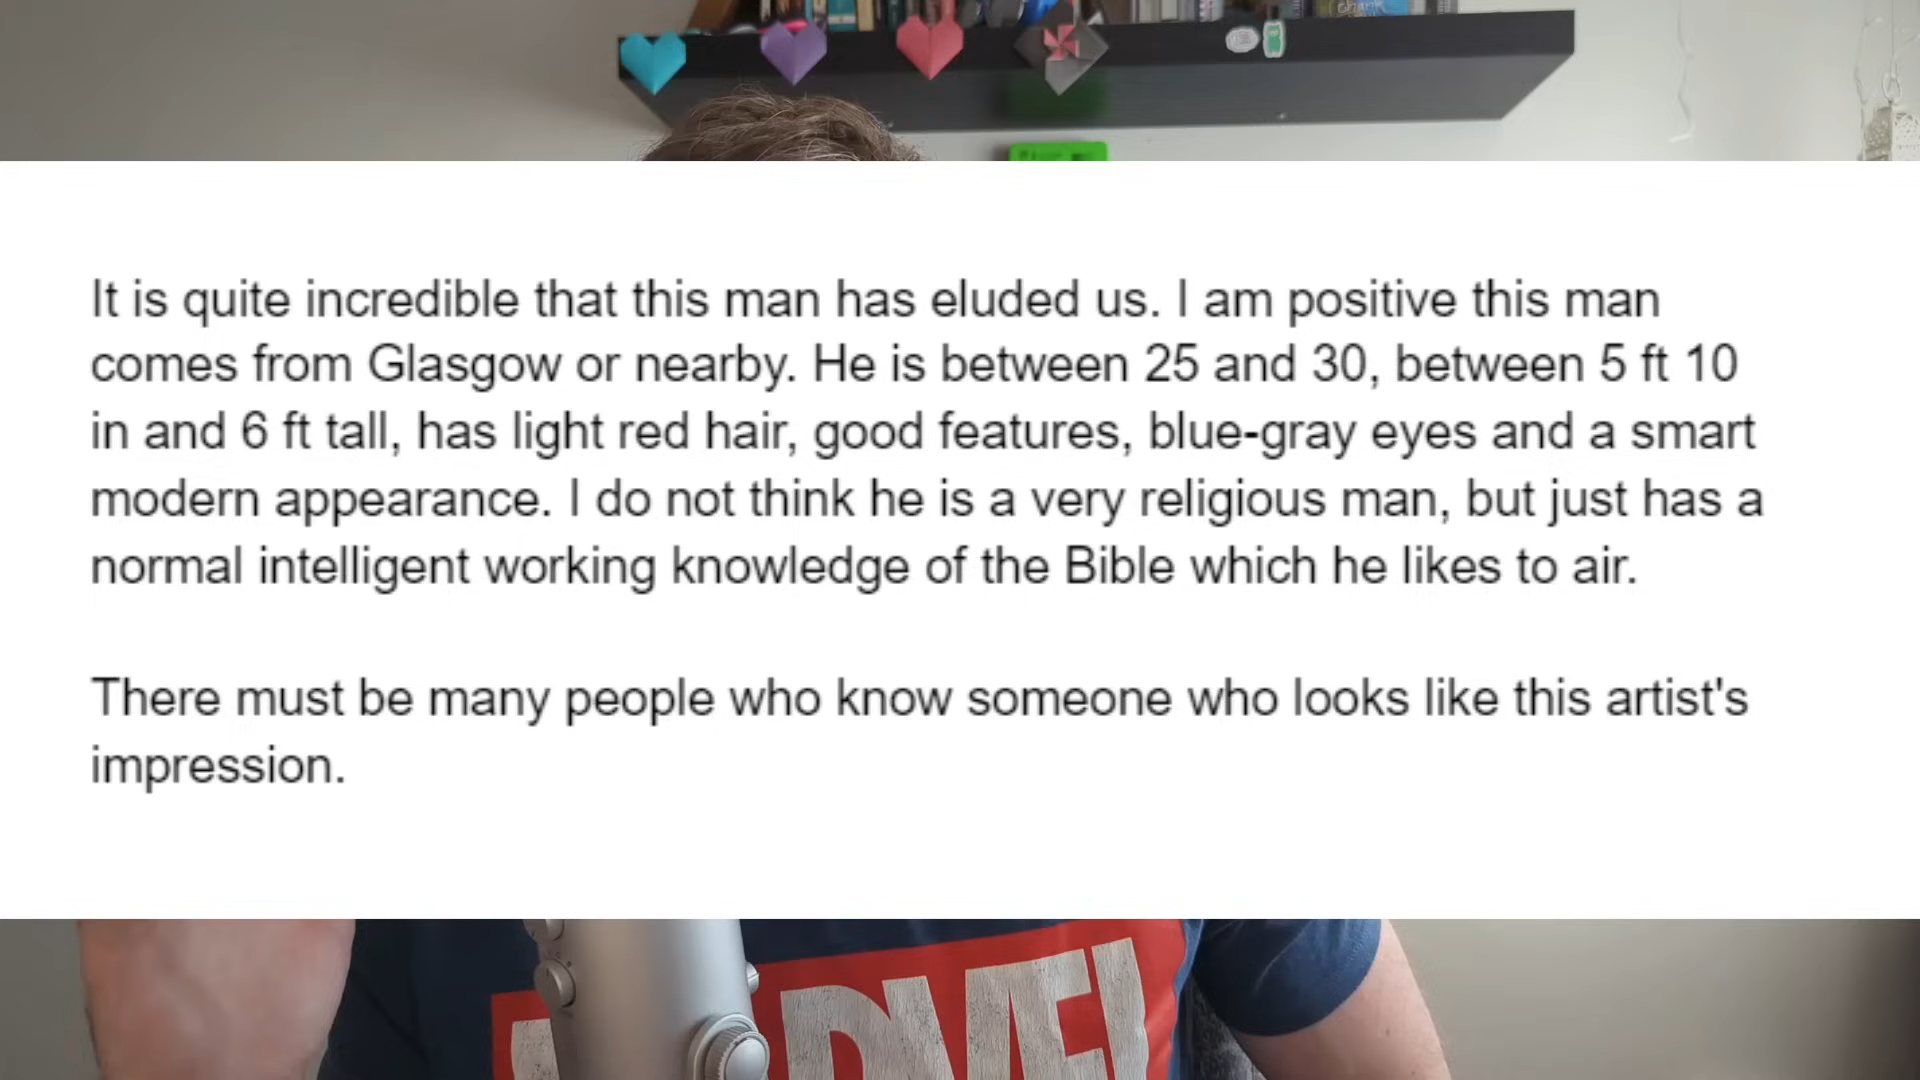 It is quite incredible that this man has eluded us. I am positive this man
comes from Glasgow or nearby. He is between 25 and 30, between 5 ft 10
in and 6 ft tall, has light red hair, good features, blue-gray eyes and a smart
modern appearance. I do not think he is a very religious man, but just has a
normal intelligent working knowledge of the Bible which he likes to air.
There must be many people who know someone who looks like this artist's
impression.